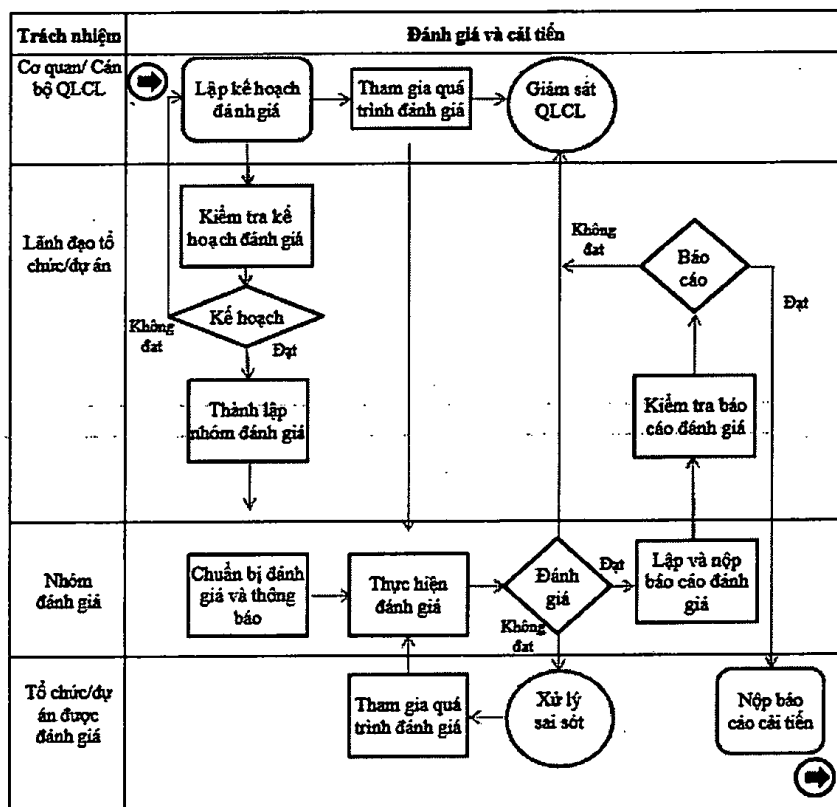 Trách nhiệm
Đánh giá và cải tiến
Cơ quan/ Cán
bộ QLCL
Lập kế hoạch
đánh giá
Tham gia quá
trình đánh giá
Giám sát
QLCL
Lãnh đạo tổ
chức/dự án
Kiểm tra kế
hoạch đánh giá
Không
đat
Báo
cáo
Kế hoạch
Không
đat
Đạt
Đạt
Thành lập
nhóm đánh giá
Kiểm tra báo
cáo đánh giá
Nhóm
đánh giá
Chuẩn bị đánh
giá và thông
báo
Thực hiện
đánh giá
Đánh
giá
Đạt
Lập và nộp
báo cáo đánh
giá
Không
đat
Tổ chức/dự
án được
đánh giá
Tham gia quá
trình đánh giá
Xử lý
sai sót
Nộp báo
cáo cải tiến